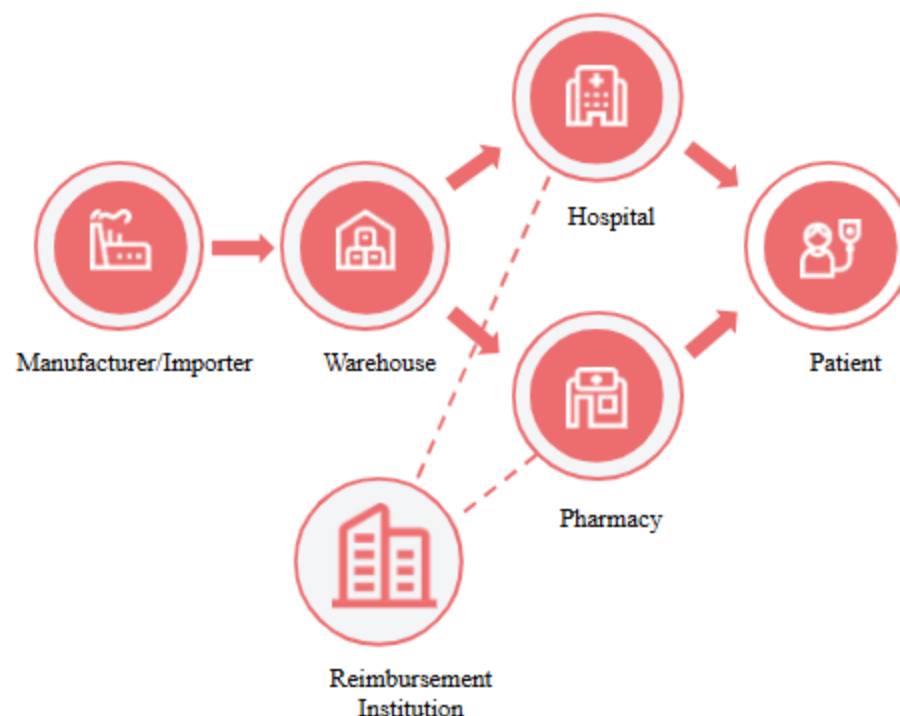 Hospital
Manufacturer/Importer
Warehouse
Patient
Pharmacy
Reimbursement
Institution